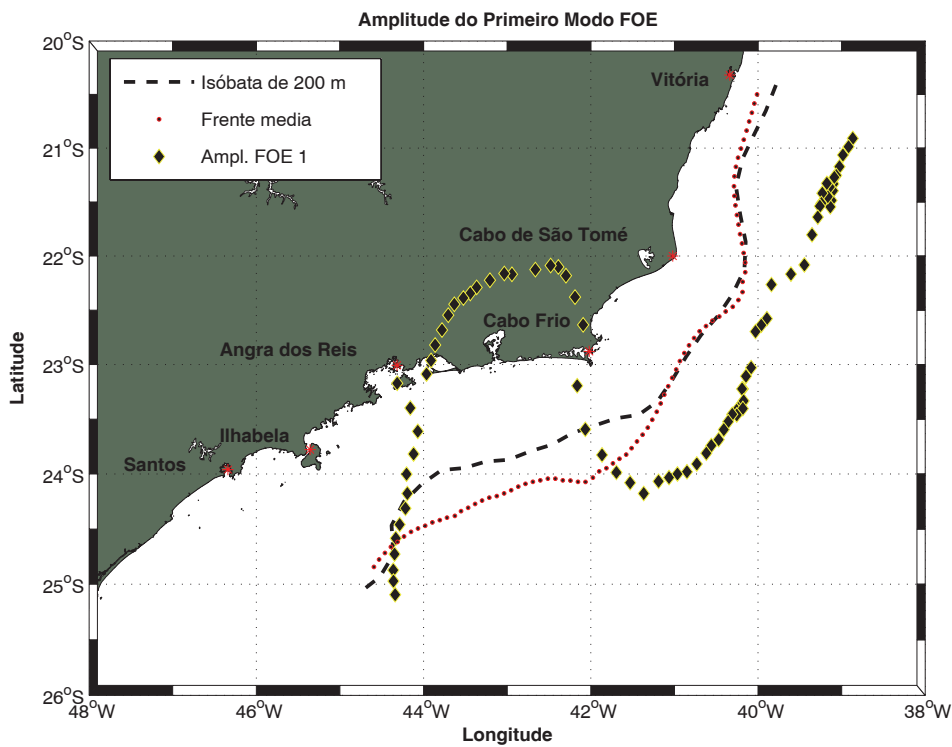 Amplitude do Primeiro Modo FOE
20°S
Isóbata de 200 m
Frente media
Ampl. FOE 1
Vitória
21°S
Cabo de São Tomé
22°S
Cabo Frio
Angra dos Reis
23°S
Ilhabela
Santos
24°S
25°S
26°S
Latitude
48°W 46°W 44°W 42°W 40°W 38°W
Longitude